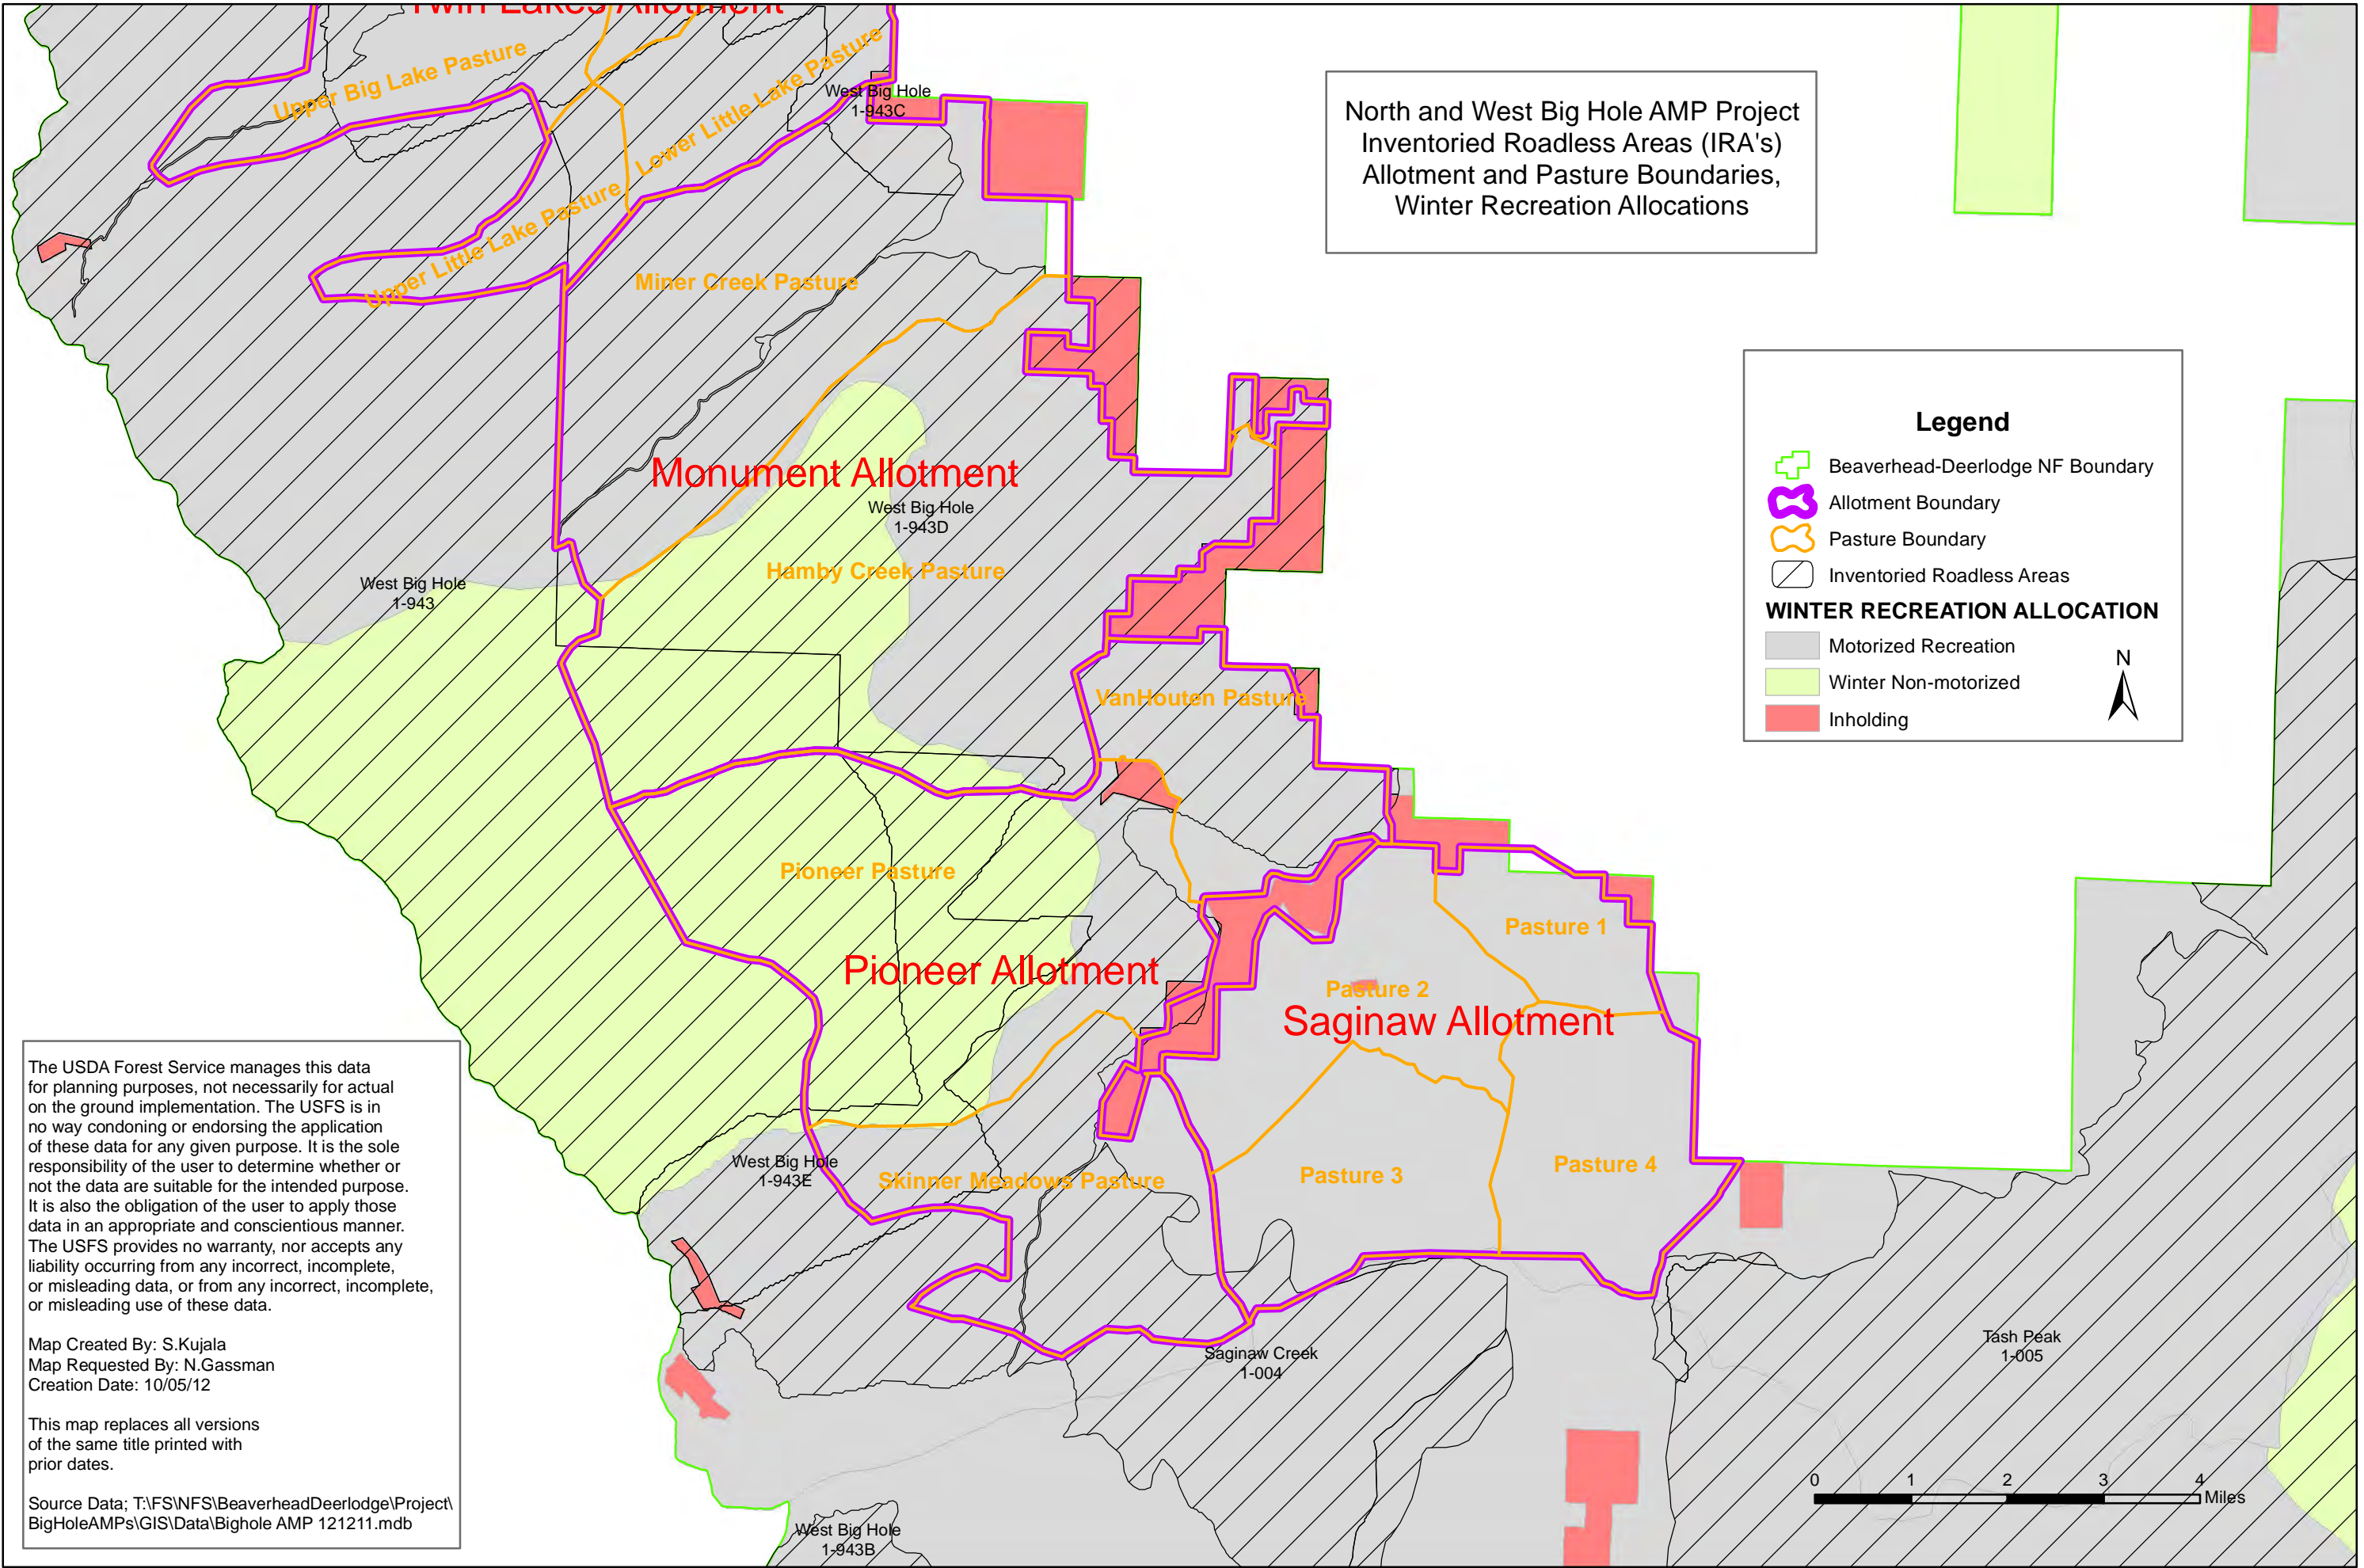 Twin Lakes Allotment
Upper Big Lake Pasture
Lower Little Lake Pasture
West Big Hole
1-943C
North and West Big Hole AMP Project
Inventoried Roadless Areas (IRA's)
Allotment and Pasture Boundaries,
Winter Recreation Allocations
Upper Little Lake Pasture
Miner Creek Pasture
Monument Allotment
West Big Hole
1-943D
Hamby Creek Pasture
West Big Hole
1-943
Legend
Beaverhead-Deerlodge NF Boundary
Allotment Boundary
Pasture Boundary
Inventoried Roadless Areas
WINTER RECREATION ALLOCATION
Motorized Recreation
Winter Non-motorized
Inholding
N
VanHouten Pasture
Pioneer Pasture
Pioneer Allotment
Pasture 1
Pasture 2
Saginaw Allotment
Pasture 3
Pasture 4
West Big Hole
1-943E
Skinner Meadows Pasture
Saginaw Creek
1-004
Tash Peak
1-005
West Big Hole
1-943B
0 1 2 3 4
Miles
The USDA Forest Service manages this data
for planning purposes, not necessarily for actual
on the ground implementation. The USFS is in
no way condoning or endorsing the application
of these data for any given purpose. It is the sole
responsibility of the user to determine whether or
not the data are suitable for the intended purpose.
It is also the obligation of the user to apply those
data in an appropriate and conscientious manner.
The USFS provides no warranty, nor accepts any
liability occurring from any incorrect, incomplete,
or misleading data, or from any incorrect, incomplete,
or misleading use of these data.
Map Created By: S.Kujala
Map Requested By: N.Gassman
Creation Date: 10/05/12
This map replaces all versions
of the same title printed with
prior dates.
Source Data; T:\FS\NFS\BeaverheadDeerlodge\Project\
BigHoleAMPs\GIS\Data\Bighole AMP 121211.mdb